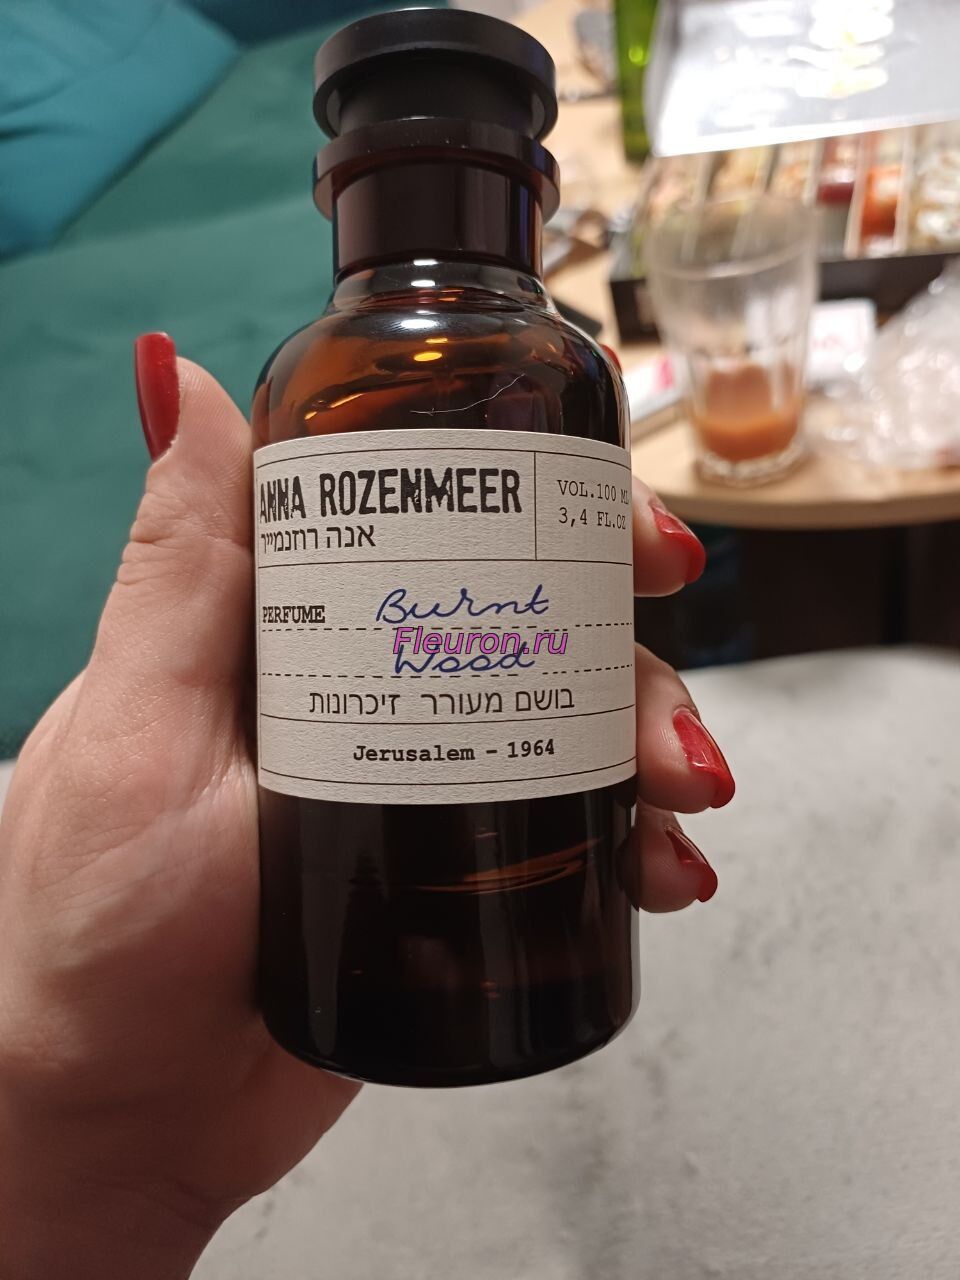 ANNA ROZENMEER
אנה רוזנמייר
VOL.100 ML
3,4 FL.OZ
PERFUME Burnt
Fleuron.ru
Wood
בושם מעורר זיכרונות
Jerusalem - 1964